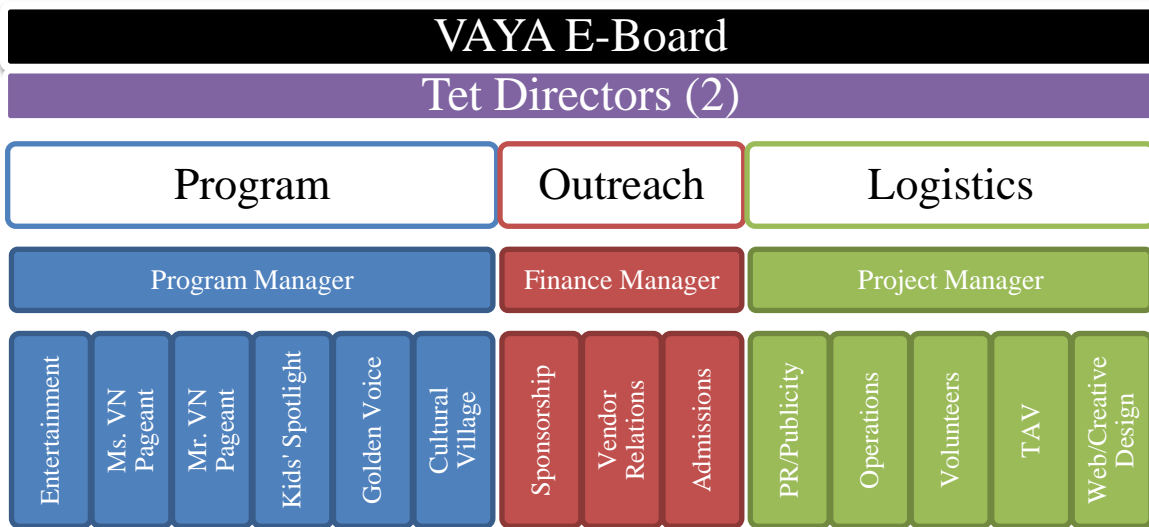 VAYA E-Board
Tet Directors (2)
Program
Outreach
Logistics
Program Manager
Finance Manager
Project Manager
Entertainment
Ms. VN
Pageant
Mr. VN
Pageant
Kids' Spotlight
Golden Voice
Cultural
Village
Sponsorship
Vendor
Relations
Admissions
PR/Publicity
Operations
Volunteers
TAV
Web/Creative
Design